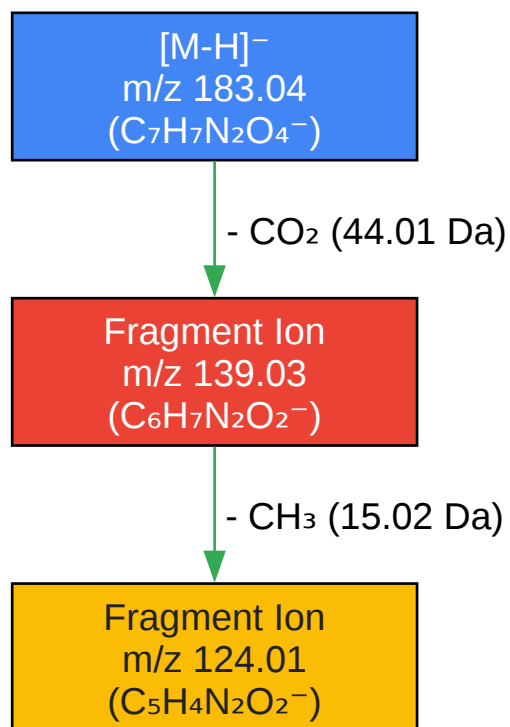 [M-H]⁻
m/z 183.04
(C₇H₇N₂O₄⁻)
- CO₂ (44.01 Da)
Fragment Ion
m/z 139.03
(C₆H₇N₂O₂⁻)
- CH₃ (15.02 Da)
Fragment Ion
m/z 124.01
(C₅H₄N₂O₂⁻)